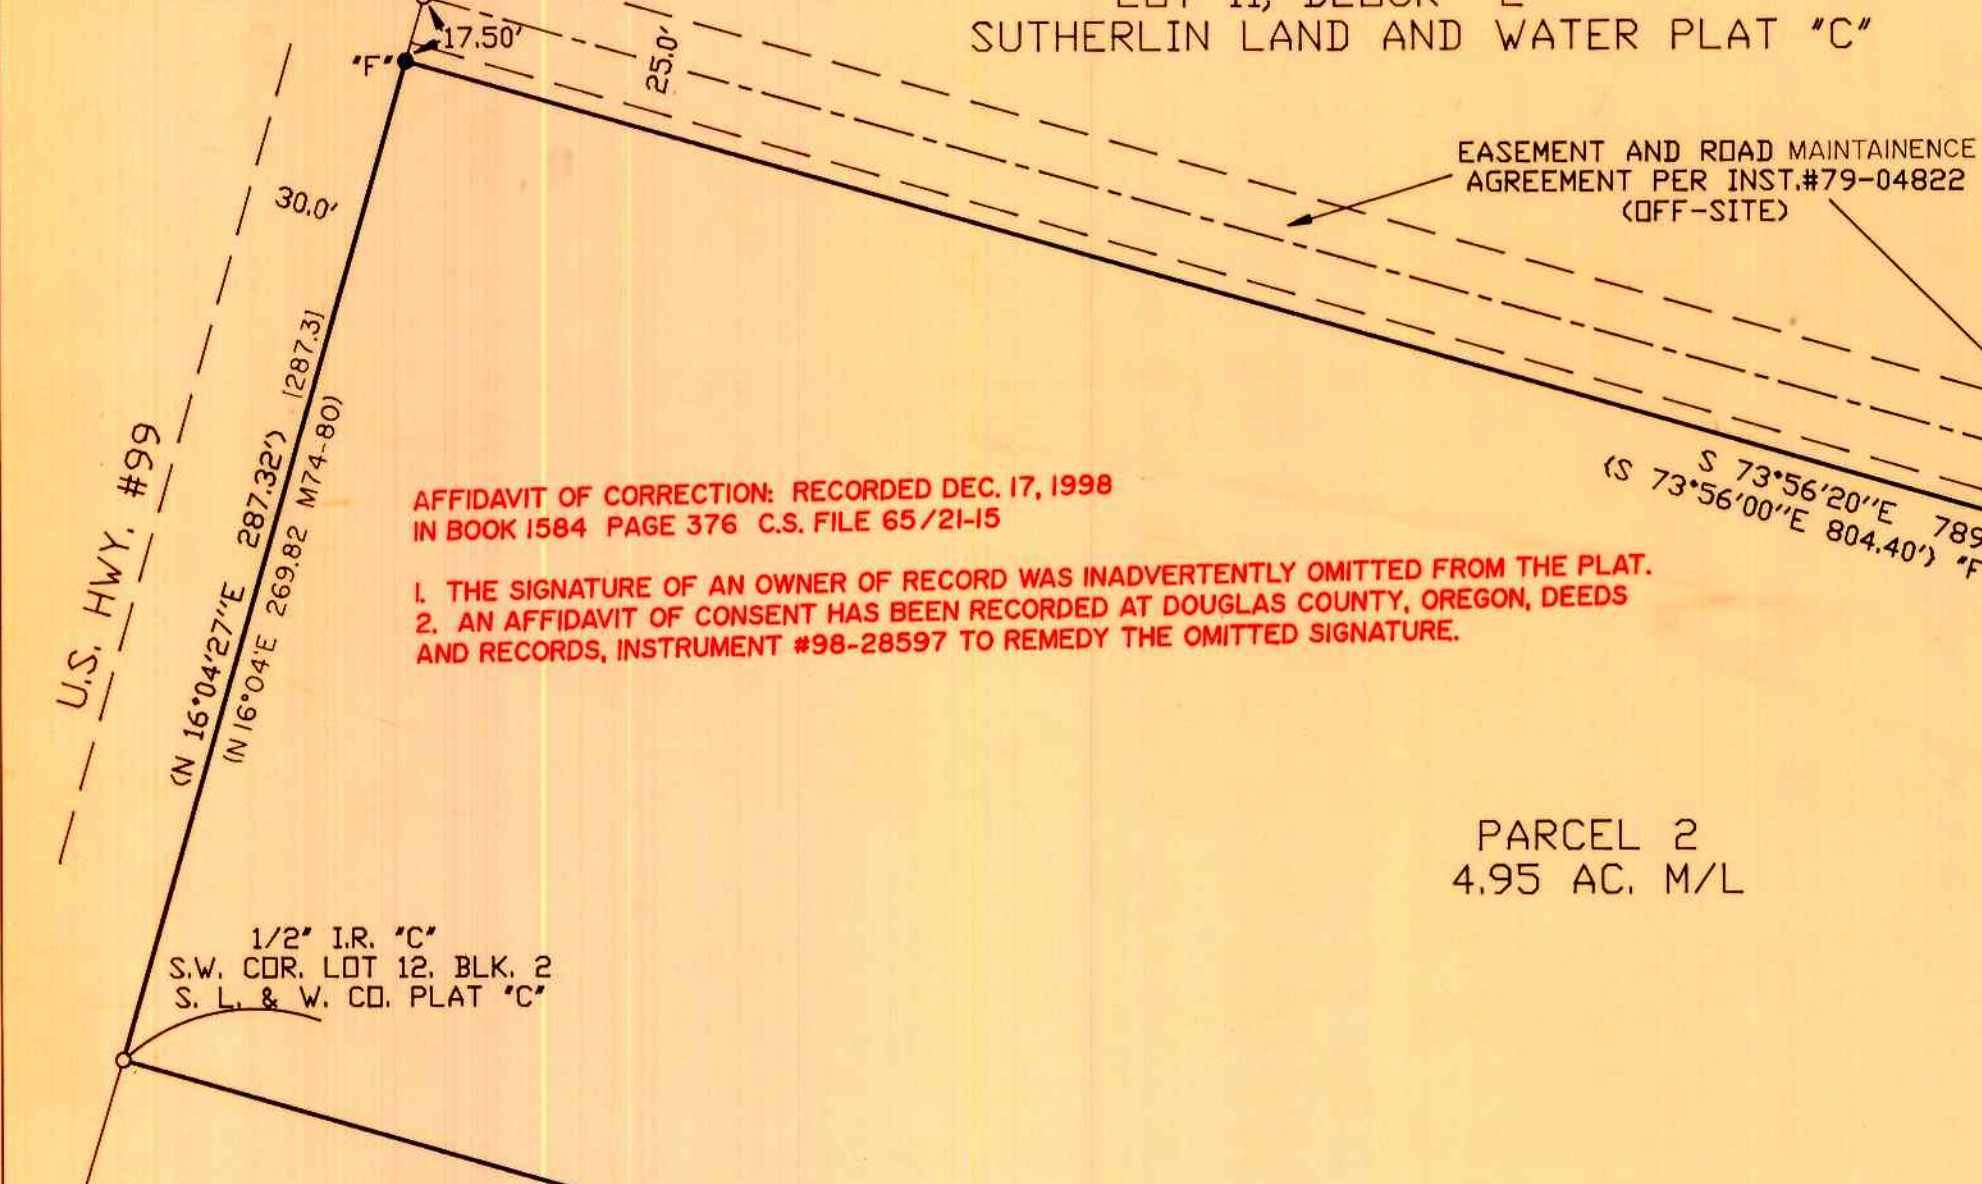 SUTHERLIN LAND AND WATER PLAT "C"
17.50'
"F"
25.0'
EASEMENT AND ROAD MAINTAINENCE
AGREEMENT PER INST.#79-04822
(OFF-SITE)
30.0'
U.S. HWY. #99
(N 16°04'27"E 287.32') [287.3]
(N 16°04'E 269.82 M74-80)
S 73°56'20"E 789
(S 73°56'00"E 804.40') "F
AFFIDAVIT OF CORRECTION: RECORDED DEC. 17, 1998
IN BOOK 1584 PAGE 376 C.S. FILE 65/21-15
1. THE SIGNATURE OF AN OWNER OF RECORD WAS INADVERTENTLY OMITTED FROM THE PLAT.
2. AN AFFIDAVIT OF CONSENT HAS BEEN RECORDED AT DOUGLAS COUNTY, OREGON, DEEDS
AND RECORDS, INSTRUMENT #98-28597 TO REMEDY THE OMITTED SIGNATURE.
PARCEL 2
4.95 AC. M/L
1/2" I.R. "C"
S.W. COR. LOT 12, BLK. 2
S. L. & W. CO. PLAT "C"